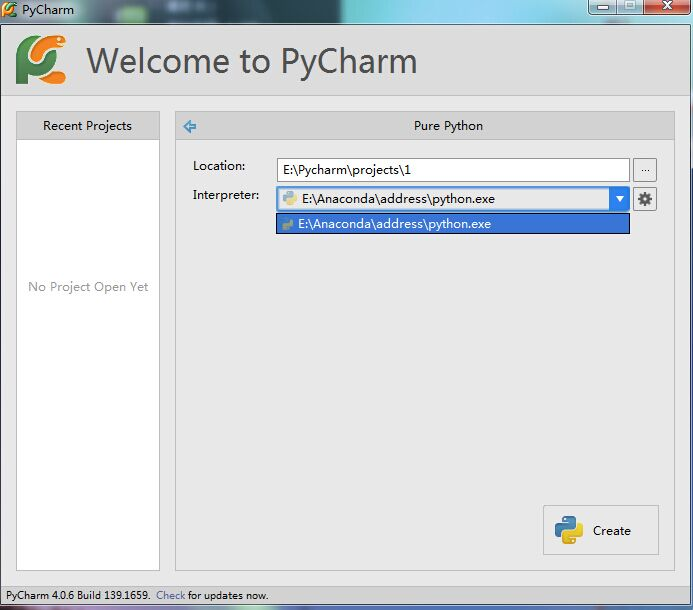 PyCharm
Welcome to PyCharm
Recent Projects
Pure Python
Location:
E:\Pycharm\projects\1
...
Interpreter:
E:\Anaconda\address\python.exe
E:\Anaconda\address\python.exe
No Project Open Yet
Create
PyCharm 4.0.6 Build 139.1659. Check for updates now.